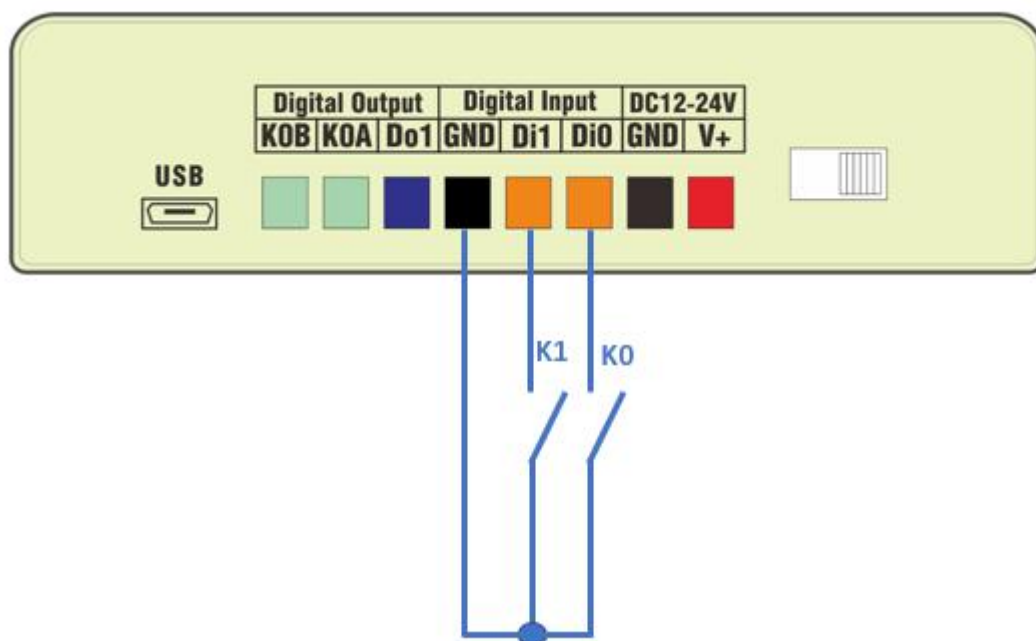 Digital Output Digital Input DC12-24V
K0B K0A Do1 GND Di1 Di0 GND V+
USB
K1 K0